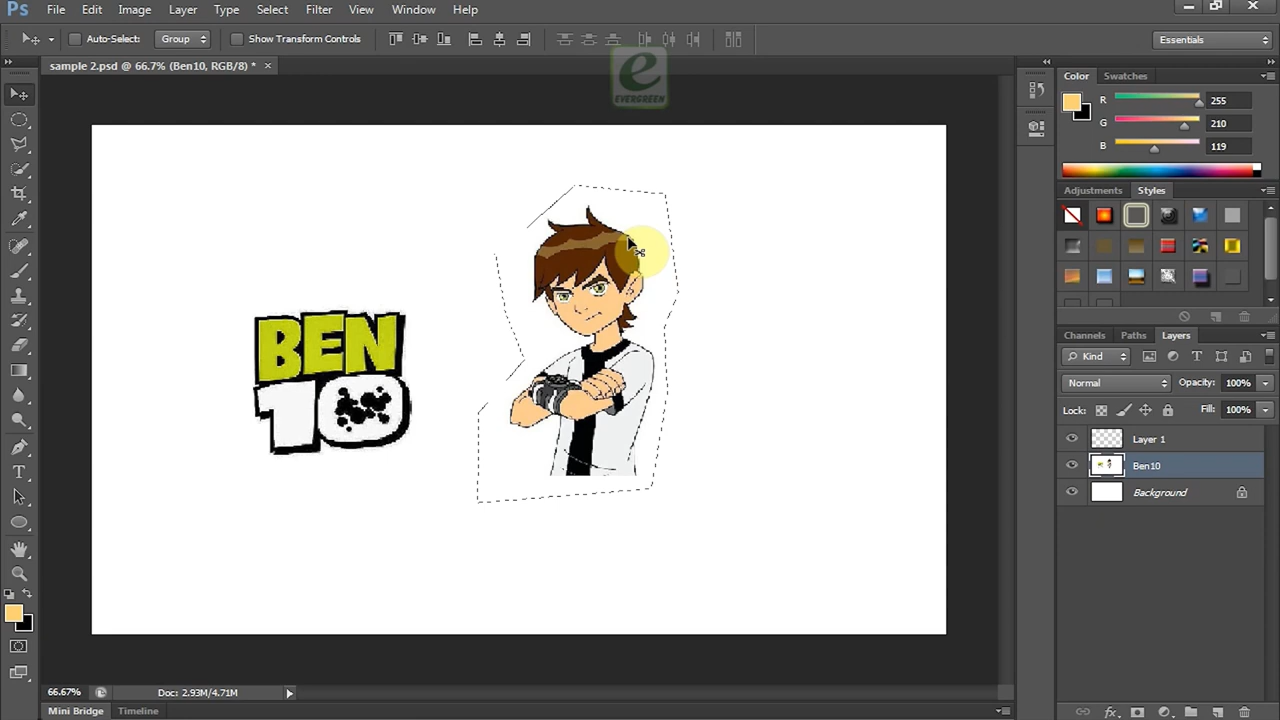 Ps File Edit Image Layer Type Select Filter View Window Help
Auto-Select: Group Show Transform Controls Essentials
sample 2.psd @ 66.7% (Ben10, RGB/8) * ×
e
EVERGREEN
Color Swatches
R 255
G 210
B 119
Adjustments Styles
BEN
10
Channels Paths Layers
Kind
Normal Opacity: 100%
Lock: Fill: 100%
Layer 1
Ben10
Background
66.67% Doc: 2.93M/4.71M
Mini Bridge Timeline